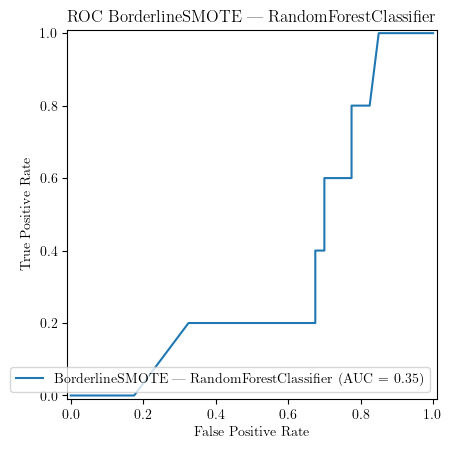 ROC BorderlineSMOTE — RandomForestClassifier
1.0
0.8
0.6
0.4
0.2
0.0
True Positive Rate
BorderlineSMOTE — RandomForestClassifier (AUC = 0.35)
0.0 0.2 0.4 0.6 0.8 1.0
False Positive Rate